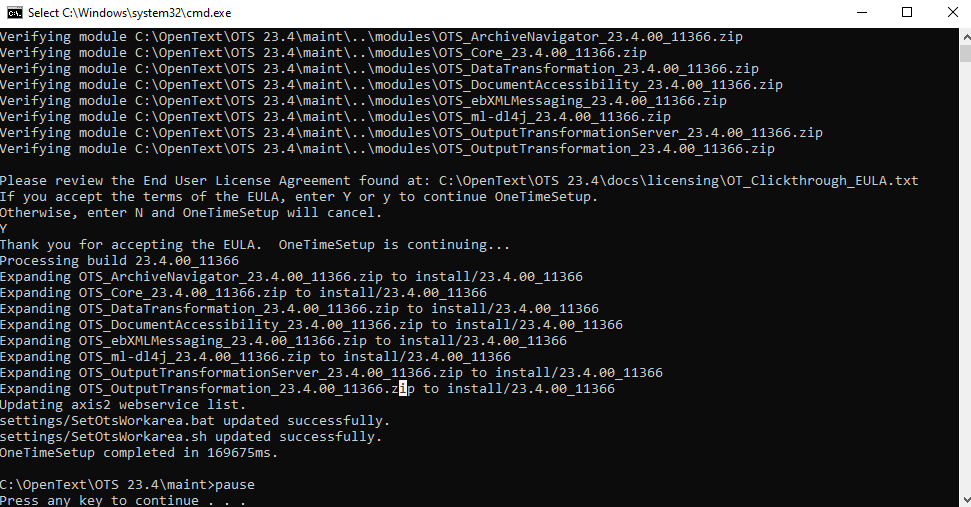 Select C:\Windows\system32\cmd.exe
Verifying module C:\OpenText\OTS 23.4\maint\..\modules\OTS_ArchiveNavigator_23.4.00_11366.zip
Verifying module C:\OpenText\OTS 23.4\maint\..\modules\OTS_Core_23.4.00_11366.zip
Verifying module C:\OpenText\OTS 23.4\maint\..\modules\OTS_DataTransformation_23.4.00_11366.zip
Verifying module C:\OpenText\OTS 23.4\maint\..\modules\OTS_DocumentAccessibility_23.4.00_11366.zip
Verifying module C:\OpenText\OTS 23.4\maint\..\modules\OTS_ebXMLMessaging_23.4.00_11366.zip
Verifying module C:\OpenText\OTS 23.4\maint\..\modules\OTS_ml-dl4j_23.4.00_11366.zip
Verifying module C:\OpenText\OTS 23.4\maint\..\modules\OTS_OutputTransformationServer_23.4.00_11366.zip
Verifying module C:\OpenText\OTS 23.4\maint\..\modules\OTS_OutputTransformation_23.4.00_11366.zip
Please review the End User License Agreement found at: C:\OpenText\OTS 23.4\docs\licensing\OT_Clickthrough_EULA.txt
If you accept the terms of the EULA, enter Y or y to continue OneTimeSetup.
Otherwise, enter N and OneTimeSetup will cancel.
Y
Thank you for accepting the EULA.  OneTimeSetup is continuing...
Processing build 23.4.00_11366
Expanding OTS_ArchiveNavigator_23.4.00_11366.zip to install/23.4.00_11366
Expanding OTS_Core_23.4.00_11366.zip to install/23.4.00_11366
Expanding OTS_DataTransformation_23.4.00_11366.zip to install/23.4.00_11366
Expanding OTS_DocumentAccessibility_23.4.00_11366.zip to install/23.4.00_11366
Expanding OTS_ebXMLMessaging_23.4.00_11366.zip to install/23.4.00_11366
Expanding OTS_ml-dl4j_23.4.00_11366.zip to install/23.4.00_11366
Expanding OTS_OutputTransformationServer_23.4.00_11366.zip to install/23.4.00_11366
Expanding OTS_OutputTransformation_23.4.00_11366.zip to install/23.4.00_11366
Updating axis2 webservice list.
settings/SetOtsWorkarea.bat updated successfully.
settings/SetOtsWorkarea.sh updated successfully.
OneTimeSetup completed in 169675ms.
C:\OpenText\OTS 23.4\maint>pause
Press any key to continue . . .